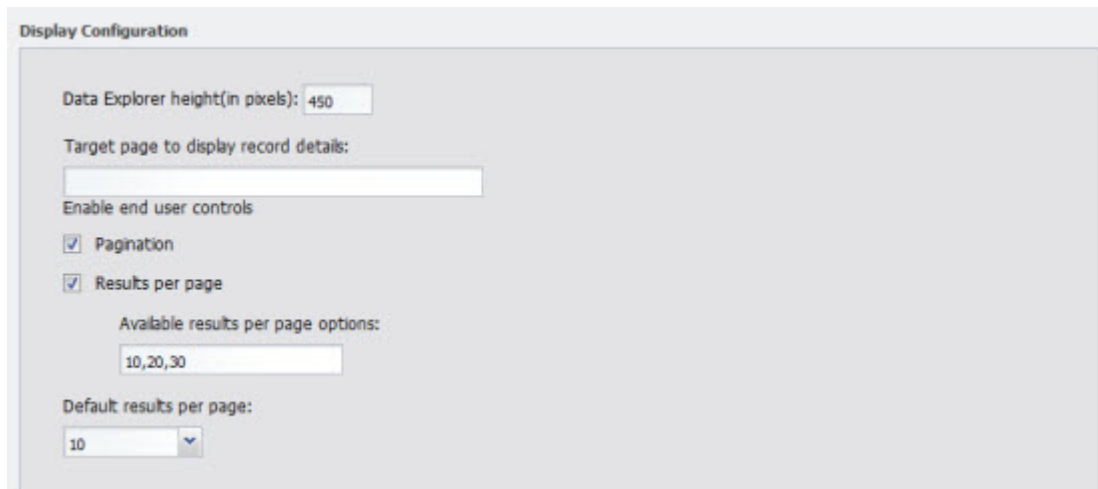 Display Configuration
Data Explorer height(in pixels): 450
Target page to display record details:
Enable end user controls
Pagination
Results per page
Available results per page options:
10,20,30
Default results per page:
10